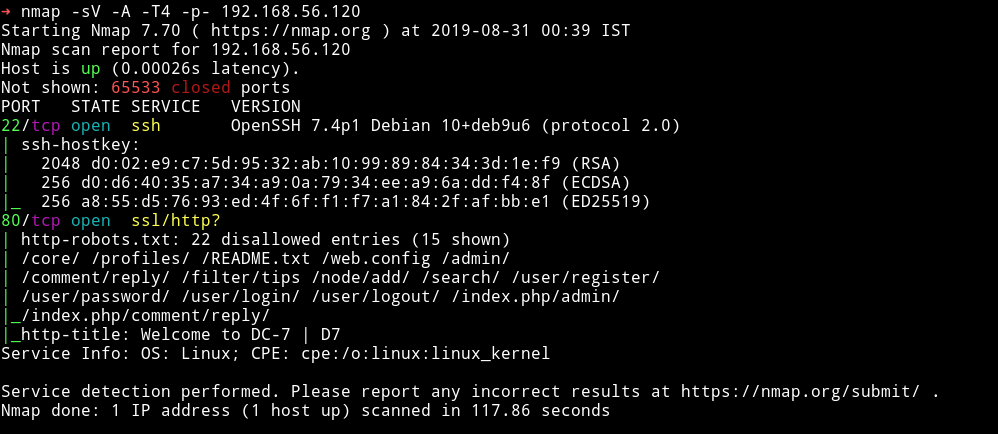 → nmap -sV -A -T4 -p- 192.168.56.120
Starting Nmap 7.70 ( https://nmap.org ) at 2019-08-31 00:39 IST
Nmap scan report for 192.168.56.120
Host is up (0.00026s latency).
Not shown: 65533 closed ports
PORT   STATE SERVICE   VERSION
22/tcp open  ssh       OpenSSH 7.4p1 Debian 10+deb9u6 (protocol 2.0)
| ssh-hostkey:
|   2048 d0:02:e9:c7:5d:95:32:ab:10:99:89:84:34:3d:1e:f9 (RSA)
|   256 d0:d6:40:35:a7:34:a9:0a:79:34:ee:a9:6a:dd:f4:8f (ECDSA)
|_  256 a8:55:d5:76:93:ed:4f:6f:f1:f7:a1:84:2f:af:bb:e1 (ED25519)
80/tcp open  ssl/http?
| http-robots.txt: 22 disallowed entries (15 shown)
| /core/ /profiles/ /README.txt /web.config /admin/
| /comment/reply/ /filter/tips /node/add/ /search/ /user/register/
| /user/password/ /user/login/ /user/logout/ /index.php/admin/
|_/index.php/comment/reply/
|_http-title: Welcome to DC-7 | D7
Service Info: OS: Linux; CPE: cpe:/o:linux:linux_kernel
Service detection performed. Please report any incorrect results at https://nmap.org/submit/ .
Nmap done: 1 IP address (1 host up) scanned in 117.86 seconds